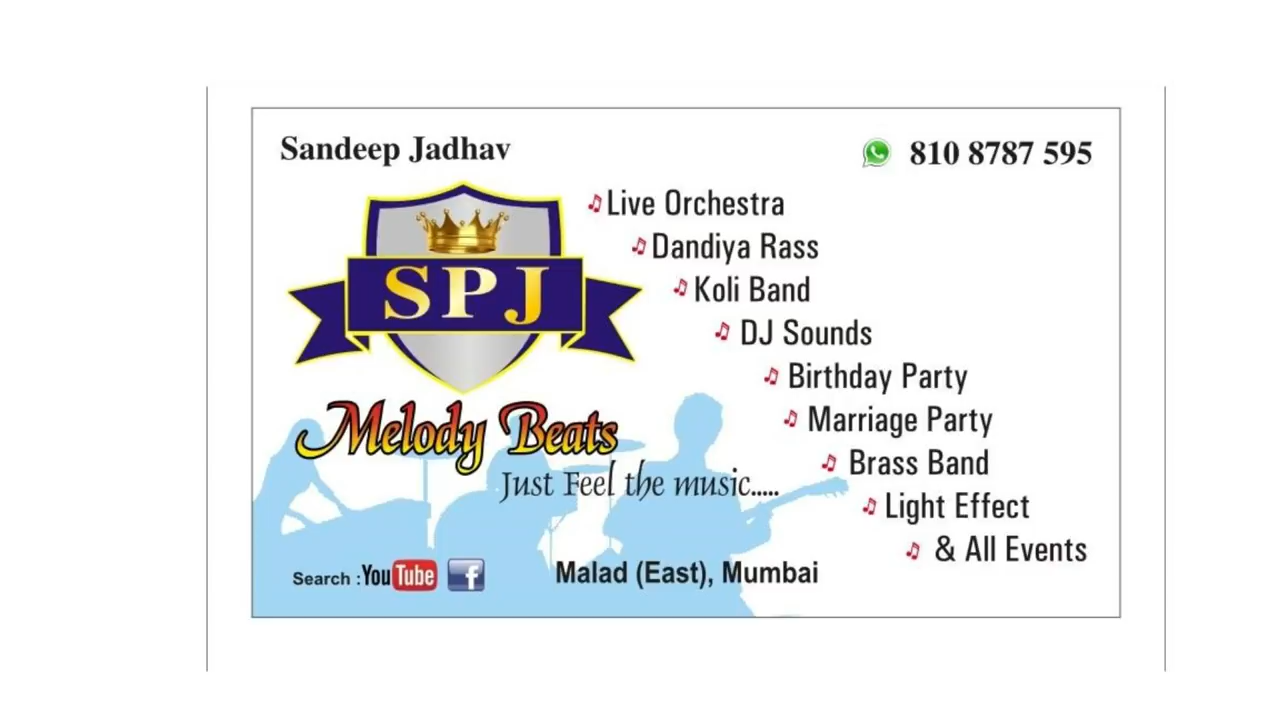 Sandeep Jadhav
810 8787 595
SPJ
Melody Beats
Just Feel the music.....
Live Orchestra
Dandiya Rass
Koli Band
DJ Sounds
Birthday Party
Marriage Party
Brass Band
Light Effect
& All Events
Search : YouTube f
Malad (East), Mumbai